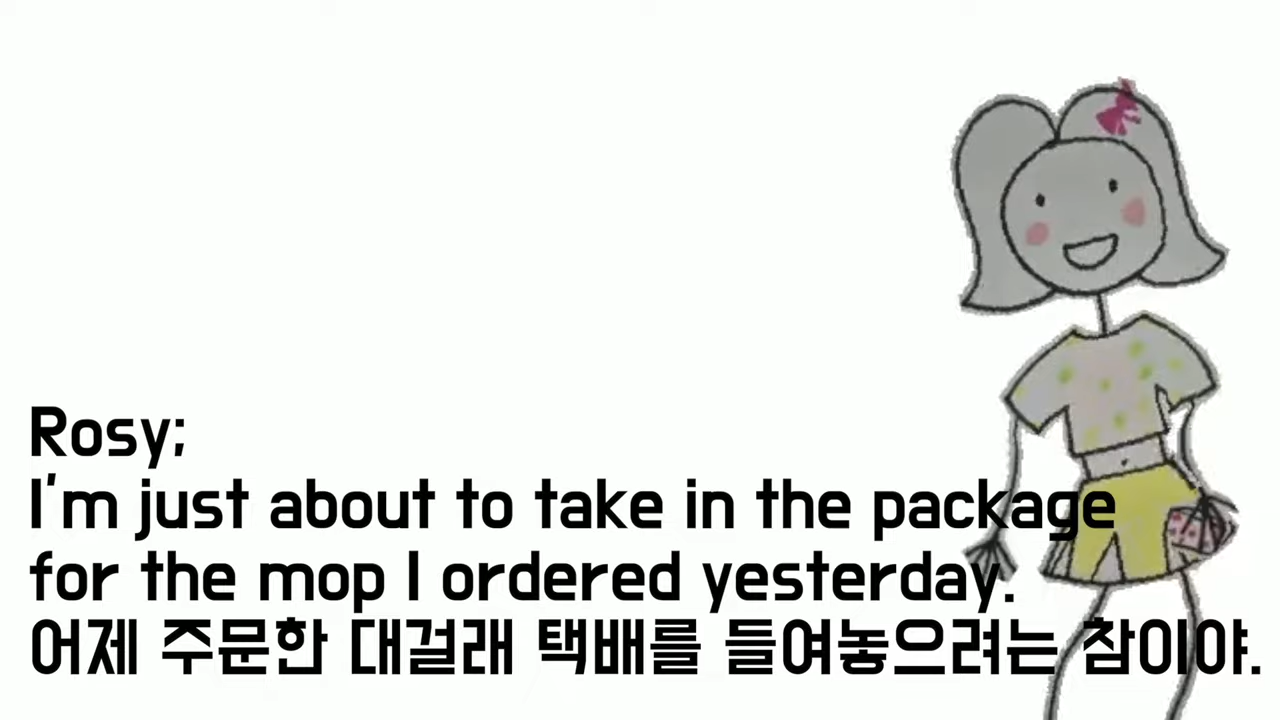 Rosy;
I'm just about to take in the package
for the mop I ordered yesterday.
어제 주문한 대걸래 택배를 들여놓으려는 참이야.